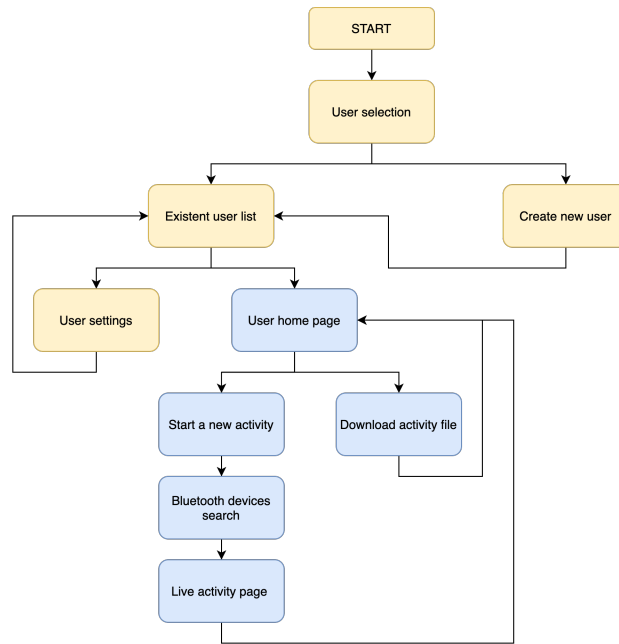 START
User selection
Existent user list
Create new user
User settings
User home page
Start a new activity
Download activity file
Bluetooth devices
search
Live activity page